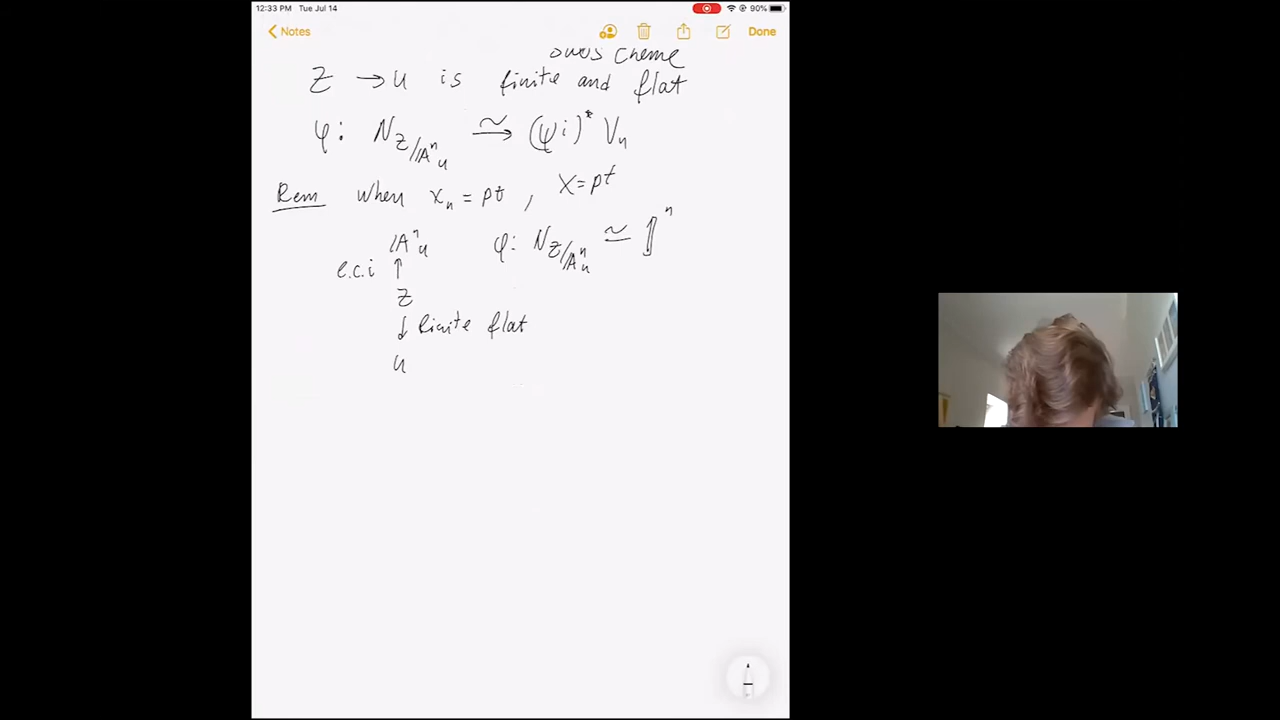 12:33 PM Tue Jul 14 90%
Notes Done
subscheme
Z → U is finite and flat
φ: N_{Z/𝔸^n_U} ≃→ (ψi)^* V_n
Rem When X_n = pt, X = pt
𝔸^n_U φ: N_{Z/𝔸^n_U} ≃ 𝟙^n
l.c.i ↑
Z
↓ finite flat
U